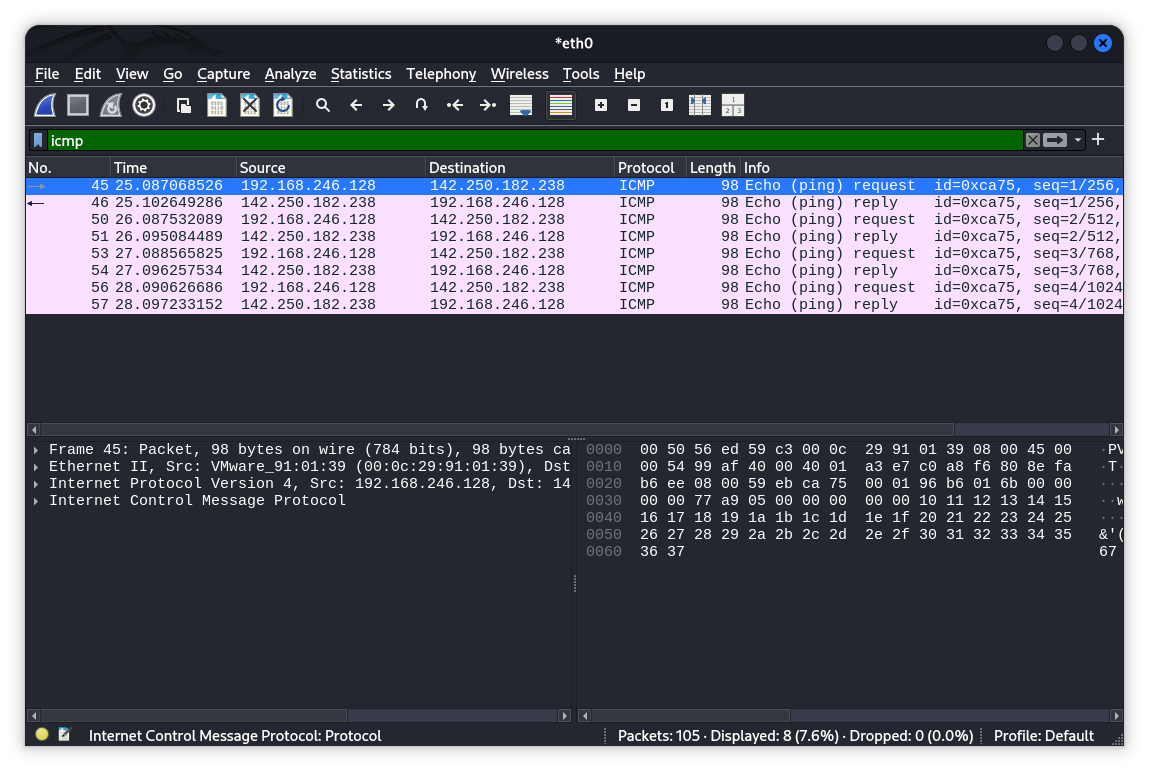 *eth0
File Edit View Go Capture Analyze Statistics Telephony Wireless Tools Help
icmp
No. Time Source Destination Protocol Length Info
45 25.087068526 192.168.246.128 142.250.182.238 ICMP 98 Echo (ping) request id=0xca75, seq=1/256,
46 25.102649286 142.250.182.238 192.168.246.128 ICMP 98 Echo (ping) reply id=0xca75, seq=1/256,
50 26.087532089 192.168.246.128 142.250.182.238 ICMP 98 Echo (ping) request id=0xca75, seq=2/512,
51 26.095084489 142.250.182.238 192.168.246.128 ICMP 98 Echo (ping) reply id=0xca75, seq=2/512,
53 27.088565825 192.168.246.128 142.250.182.238 ICMP 98 Echo (ping) request id=0xca75, seq=3/768,
54 27.096257534 142.250.182.238 192.168.246.128 ICMP 98 Echo (ping) reply id=0xca75, seq=3/768,
56 28.090626686 192.168.246.128 142.250.182.238 ICMP 98 Echo (ping) request id=0xca75, seq=4/1024
57 28.097233152 142.250.182.238 192.168.246.128 ICMP 98 Echo (ping) reply id=0xca75, seq=4/1024
Frame 45: Packet, 98 bytes on wire (784 bits), 98 bytes ca
Ethernet II, Src: VMware_91:01:39 (00:0c:29:91:01:39), Dst
Internet Protocol Version 4, Src: 192.168.246.128, Dst: 14
Internet Control Message Protocol
0000 00 50 56 ed 59 c3 00 0c 29 91 01 39 08 00 45 00 ·PV
0010 00 54 99 af 40 00 40 01 a3 e7 c0 a8 f6 80 8e fa ·T·
0020 b6 ee 08 00 59 eb ca 75 00 01 96 b6 01 6b 00 00 ···
0030 00 00 77 a9 05 00 00 00 00 00 10 11 12 13 14 15 ··w
0040 16 17 18 19 1a 1b 1c 1d 1e 1f 20 21 22 23 24 25 ···
0050 26 27 28 29 2a 2b 2c 2d 2e 2f 30 31 32 33 34 35 &'(
0060 36 37 67
Internet Control Message Protocol: Protocol
Packets: 105 · Displayed: 8 (7.6%) · Dropped: 0 (0.0%)
Profile: Default